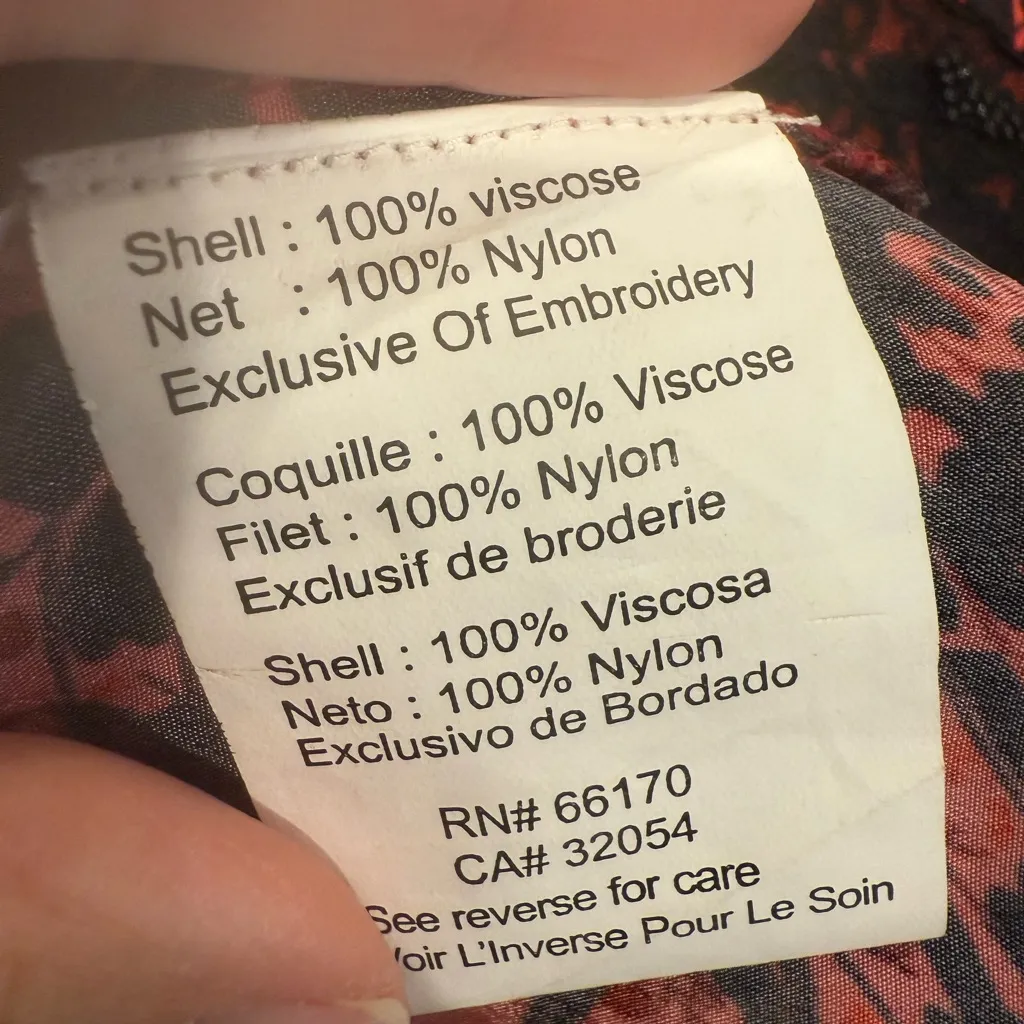 Shell : 100% viscose
Net : 100% Nylon
Exclusive Of Embroidery
Coquille : 100% Viscose
Filet : 100% Nylon
Exclusif de broderie
Shell : 100% Viscosa
Neto : 100% Nylon
Exclusivo de Bordado
RN# 66170
CA# 32054
See reverse for care
Voir L'Inverse Pour Le Soin